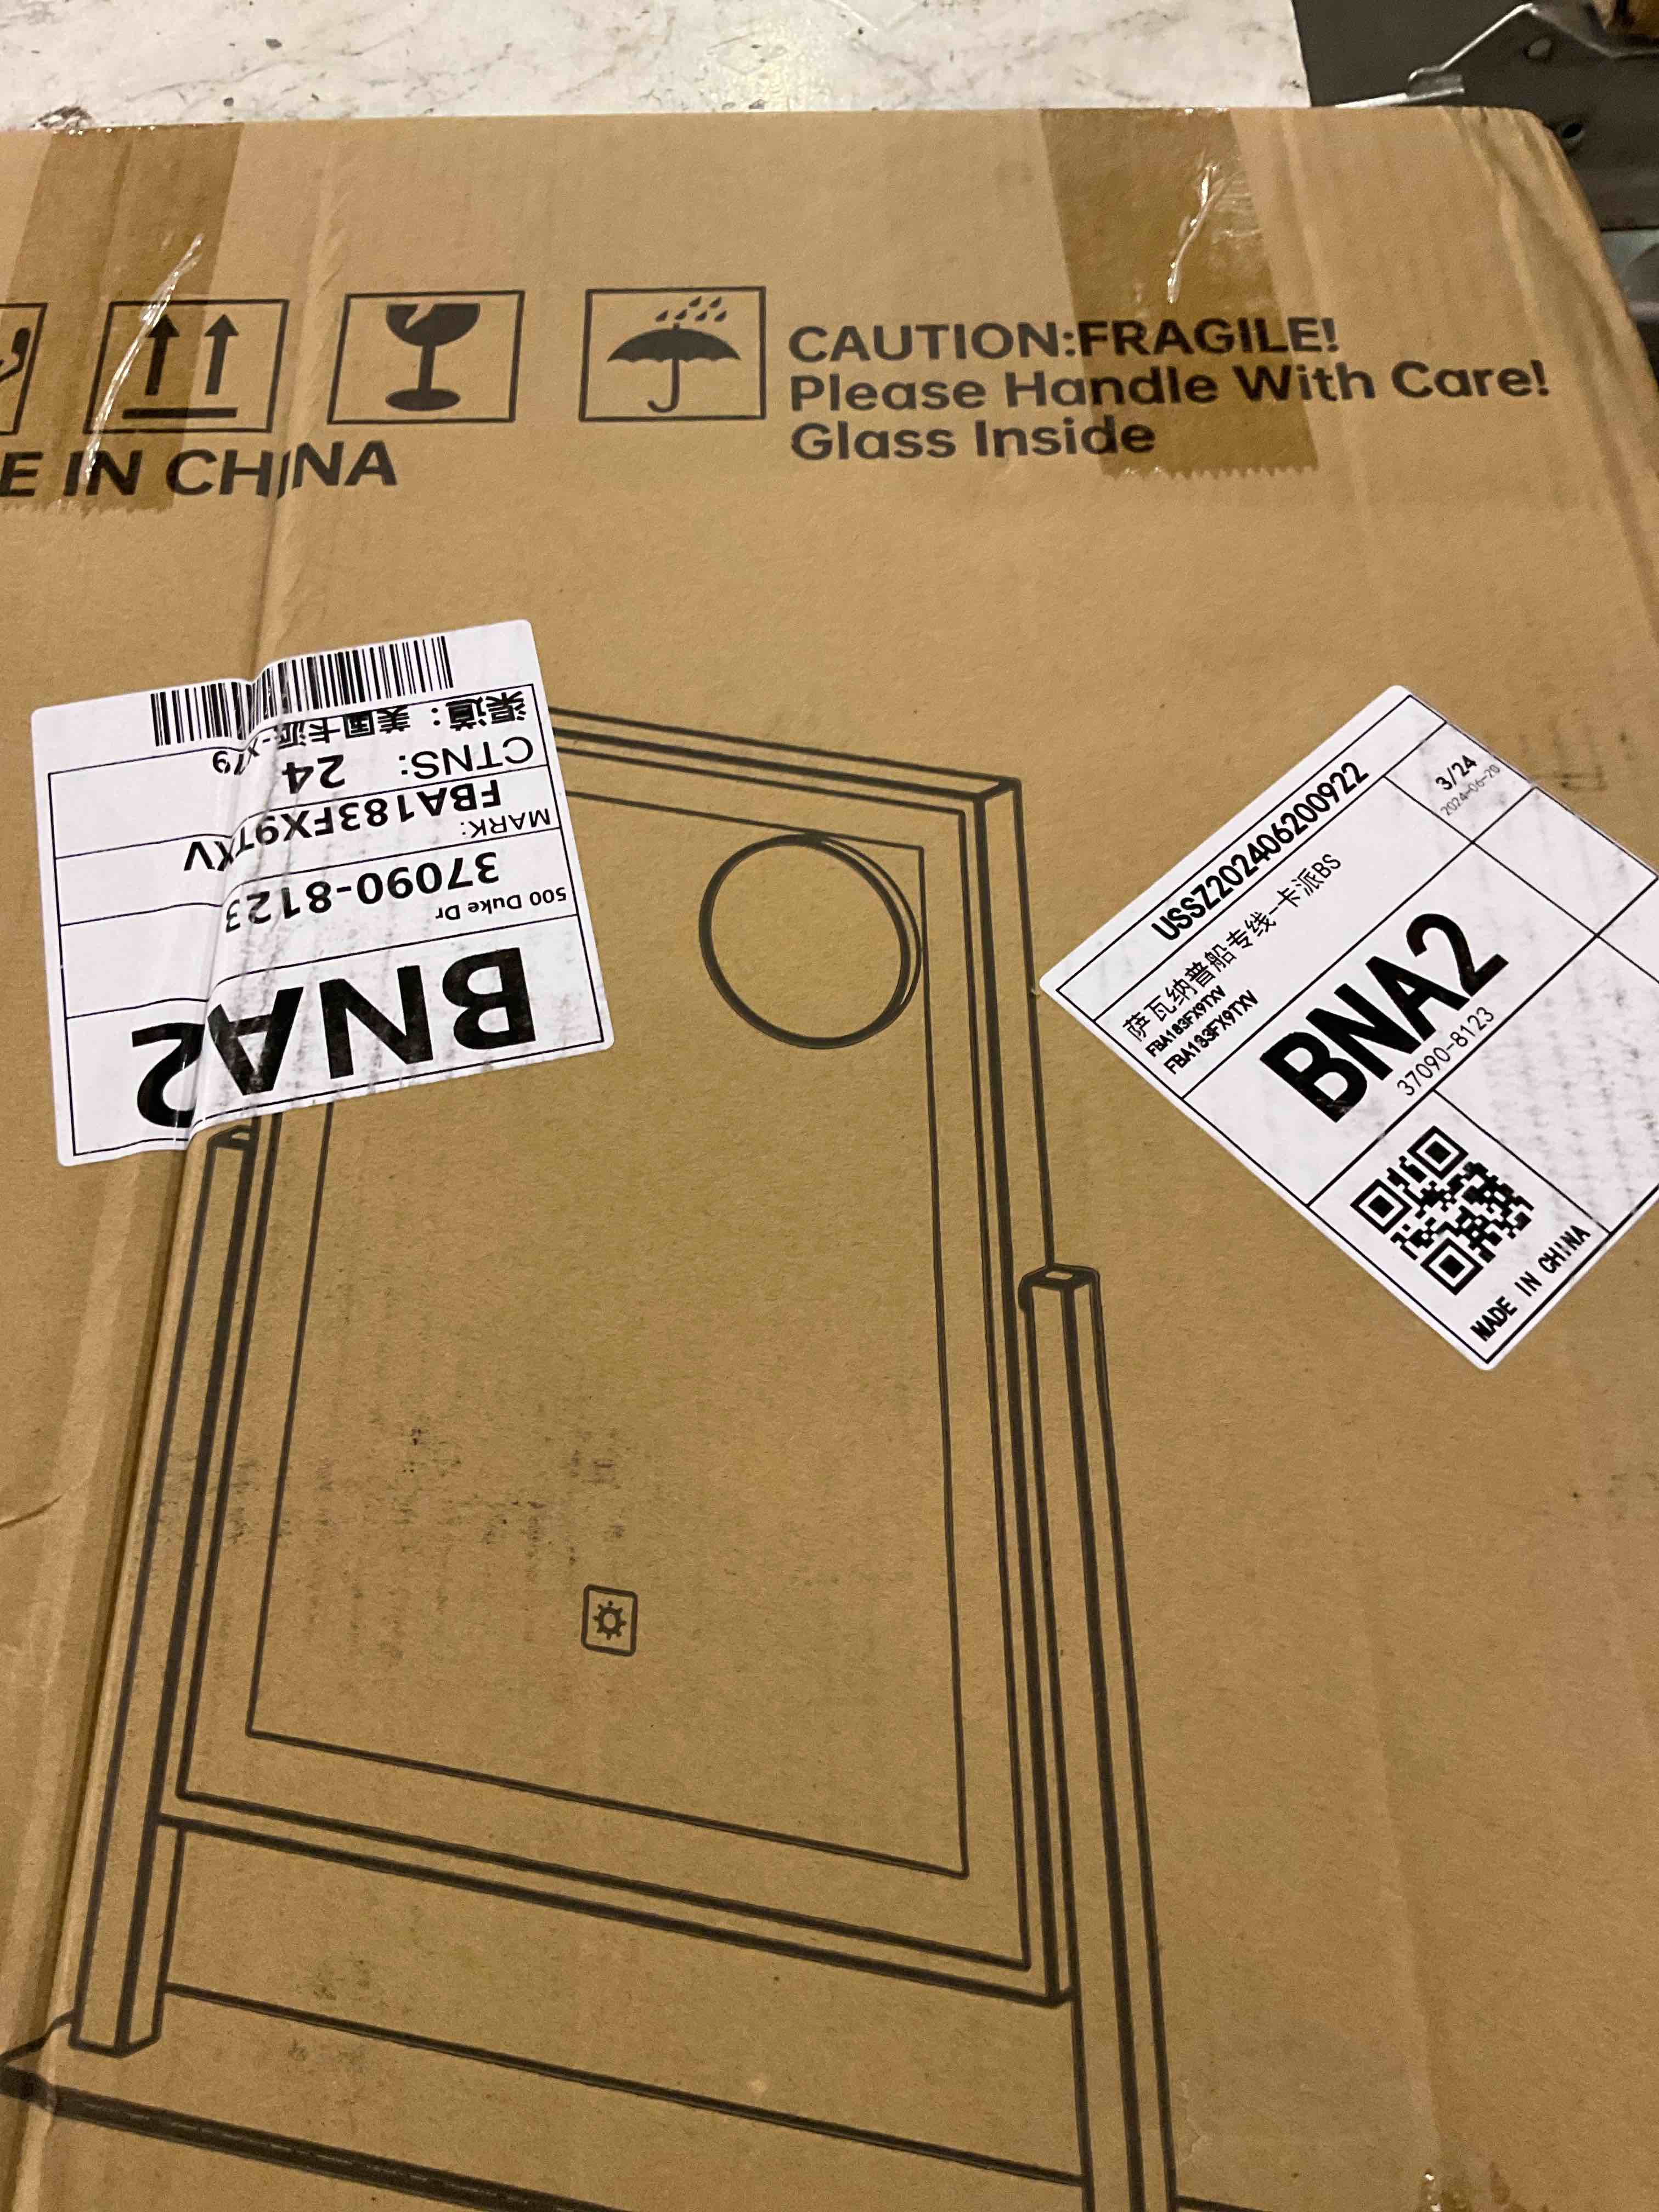 CAUTION:FRAGILE!
Please Handle With Care!
Glass Inside
E IN CHINA
BNA2
500 Duke Dr
37090-8123
MARK:
FBA183FX9TXV
CTNS: 24
渠道：美国卡派-X79
USSZ202406200922
3/24
2024-06-20
萨瓦纳普船专线-卡派BS
FBA183FX9TXV
FBA183FX9TXV
BNA2
37090-8123
MADE IN CHINA